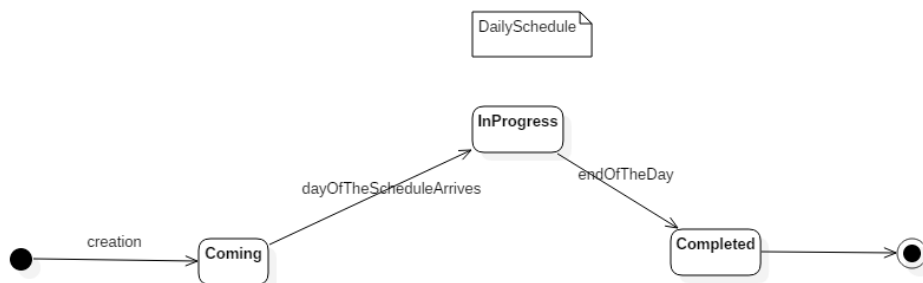 DailySchedule
InProgress
dayOfTheScheduleArrives
endOfTheDay
creation
Coming
Completed